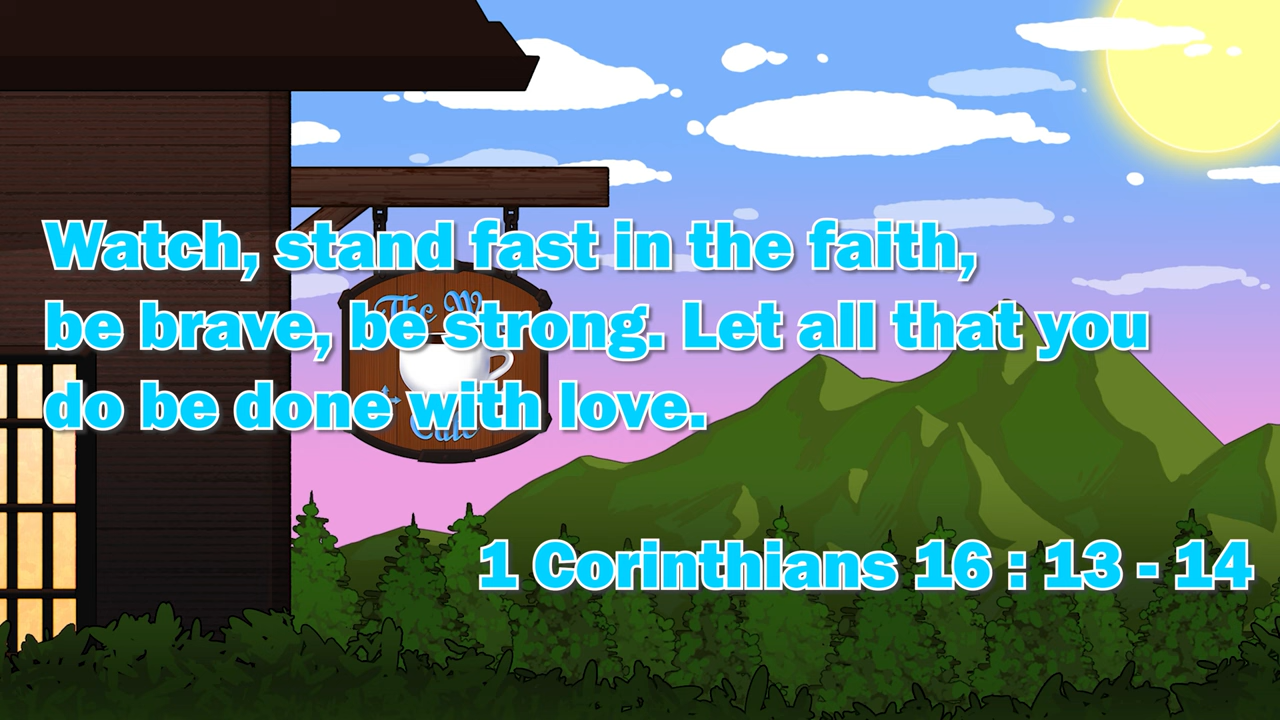 Watch, stand fast in the faith,
be brave, be strong. Let all that you
do be done with love.
The
1 Corinthians 16 : 13 - 14